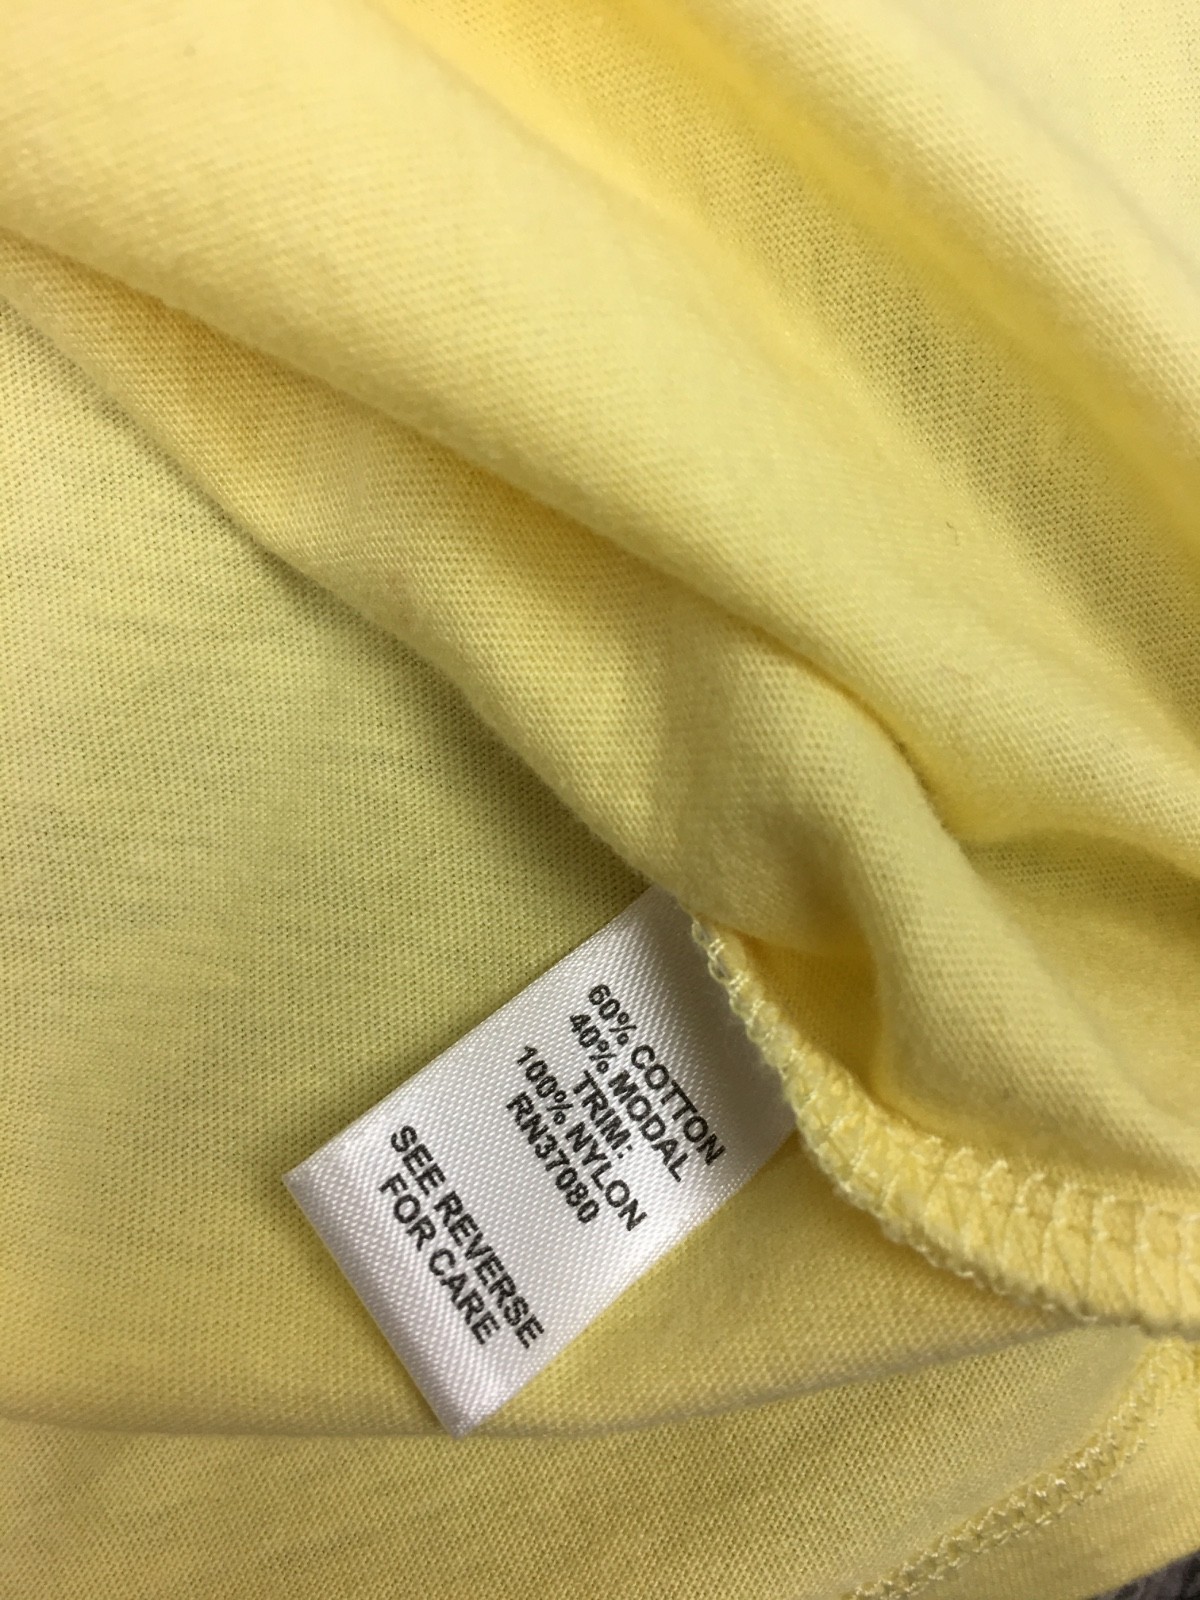 60% COTTON
40% MODAL
TRIM:
100% NYLON
RN37080
SEE REVERSE
FOR CARE